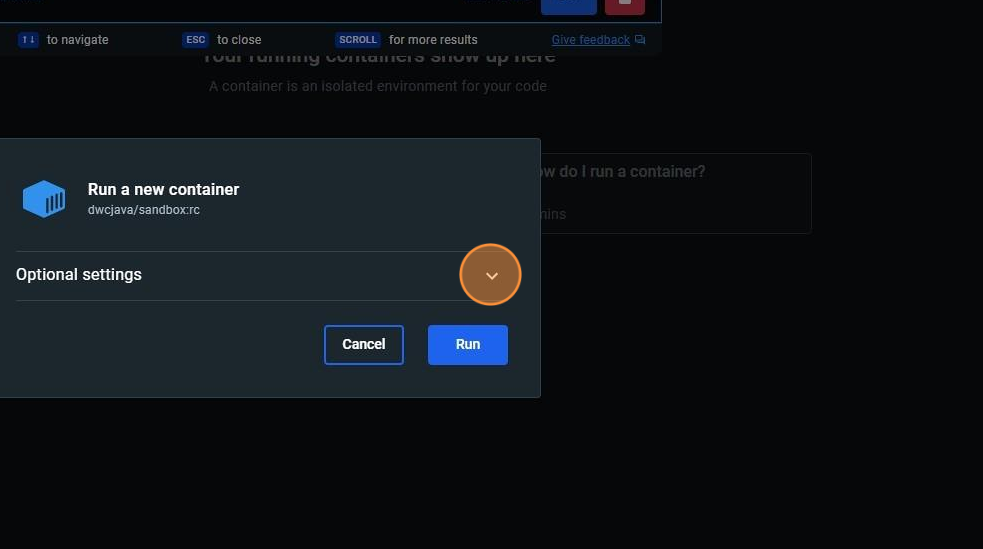 ↑↓ to navigate ESC to close SCROLL for more results Give feedback
Your running containers show up here
A container is an isolated environment for your code
do I run a container?
mins
Run a new container
dwcjava/sandbox:rc
Optional settings
Cancel Run